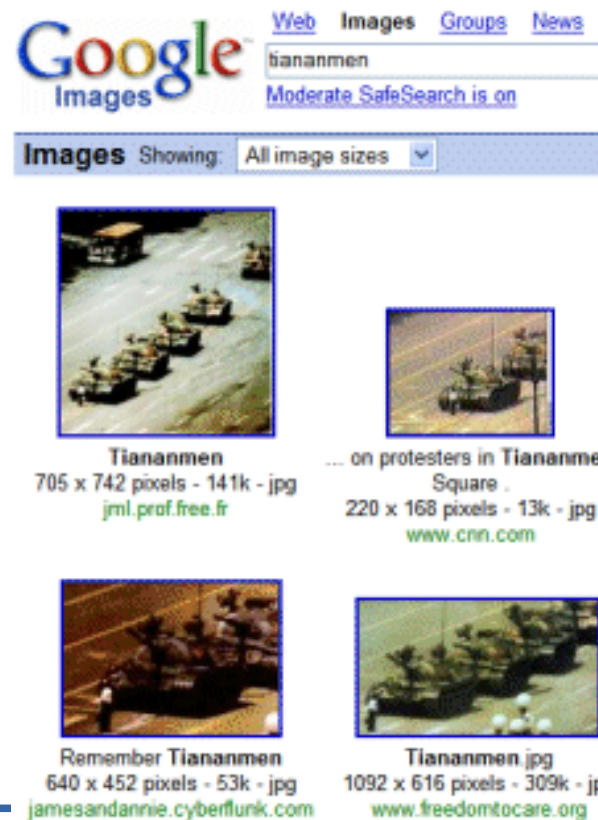 Google
Images
Web Images Groups News
tiananmen
Moderate SafeSearch is on
Images Showing: All image sizes
Tiananmen
705 x 742 pixels - 141k - jpg
jml.prof.free.fr
... on protesters in Tiananme
Square .
220 x 168 pixels - 13k - jpg
www.cnn.com
Remember Tiananmen
640 x 452 pixels - 53k - jpg
jamesandannie.cyberflunk.com
Tiananmen.jpg
1092 x 616 pixels - 309k - jp
www.freedomtocare.org